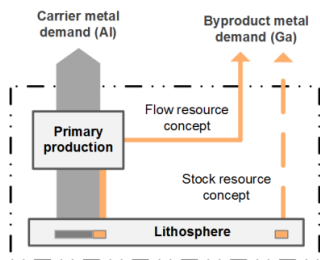 Carrier metal
demand (Al)
Byproduct metal
demand (Ga)
Flow resource
concept
Primary
production
Stock resource
concept
Lithosphere